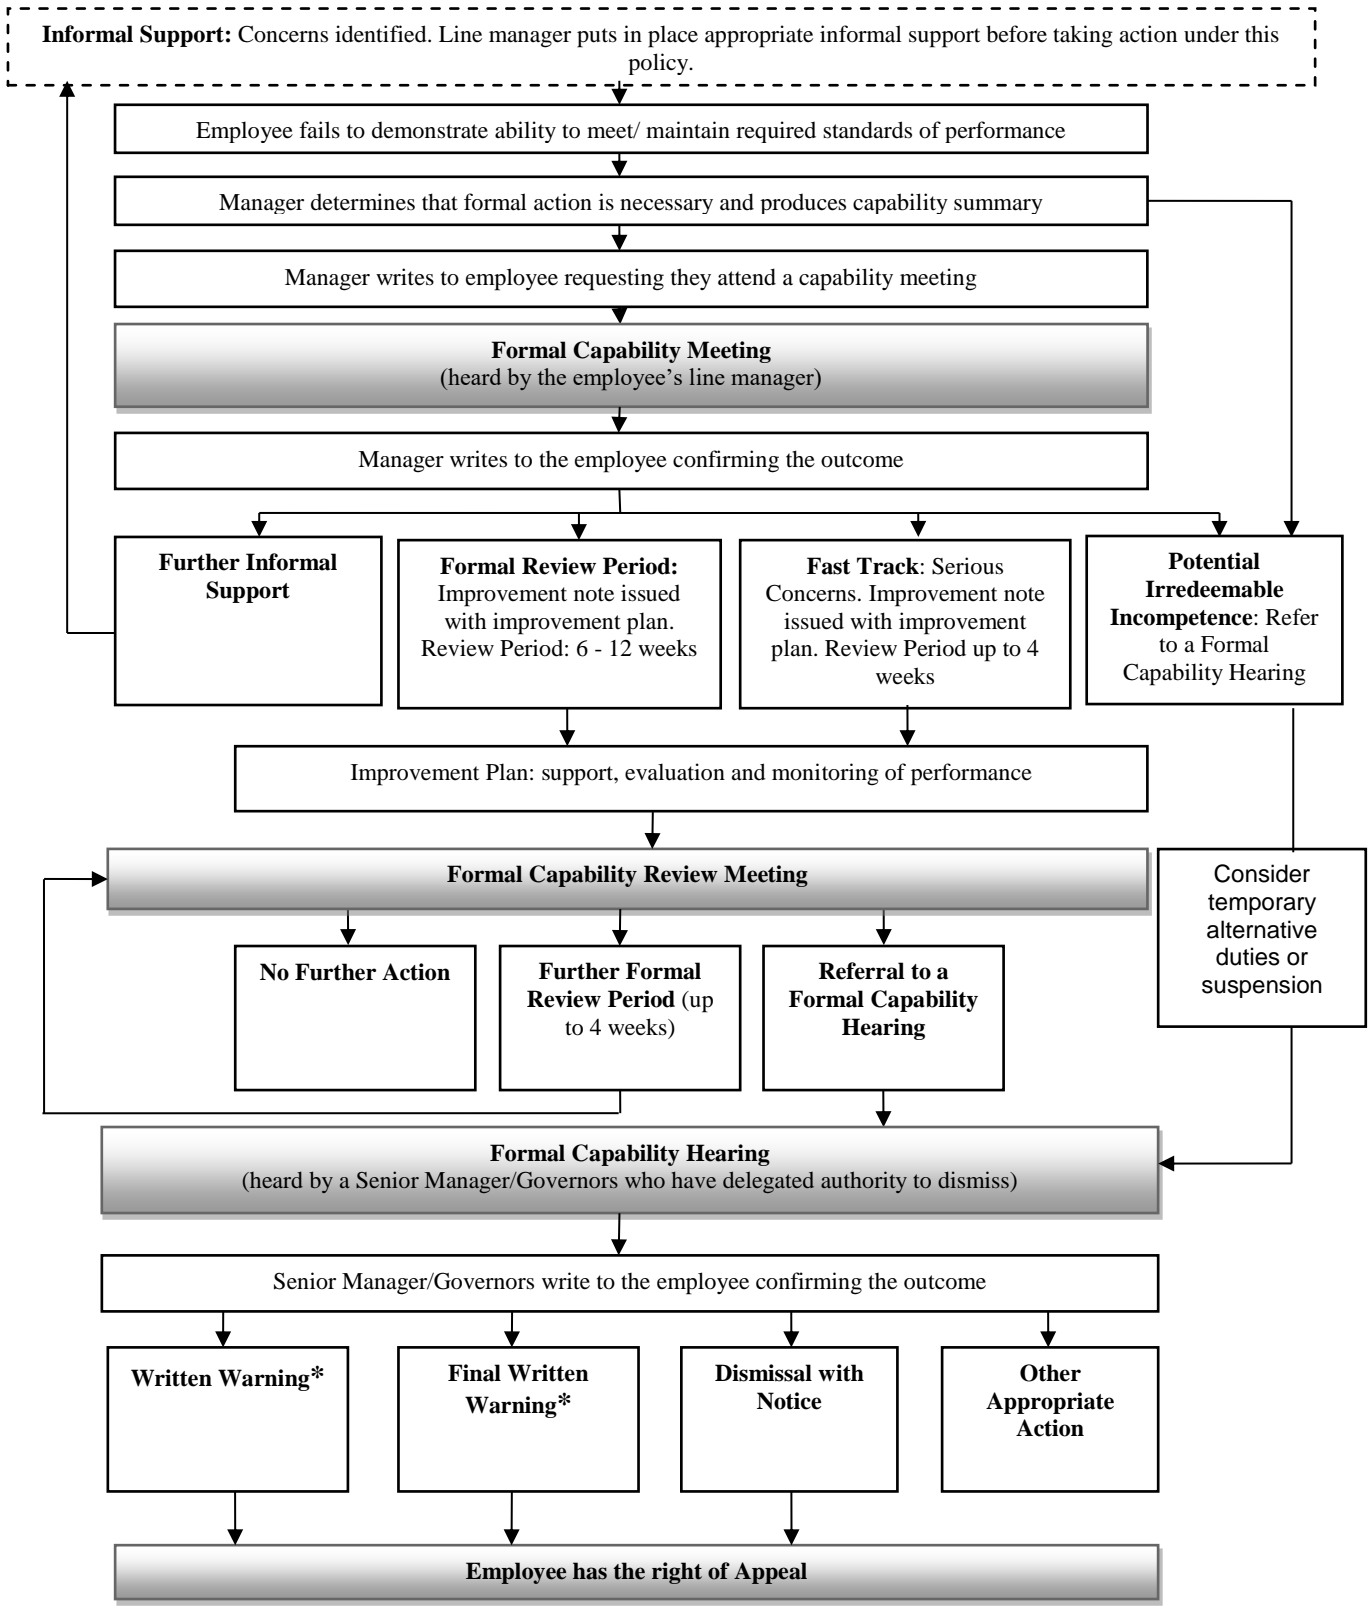 Informal Support: Concerns identified. Line manager puts in place appropriate informal support before taking action under this
policy.
Employee fails to demonstrate ability to meet/ maintain required standards of performance
Manager determines that formal action is necessary and produces capability summary
Manager writes to employee requesting they attend a capability meeting
Formal Capability Meeting
(heard by the employee’s line manager)
Manager writes to the employee confirming the outcome
Further Informal
Support
Formal Review Period:
Improvement note issued
with improvement plan.
Review Period: 6 - 12 weeks
Fast Track: Serious
Concerns. Improvement note
issued with improvement
plan. Review Period up to 4
weeks
Potential
Irredeemable
Incompetence: Refer
to a Formal
Capability Hearing
Improvement Plan: support, evaluation and monitoring of performance
Formal Capability Review Meeting
Consider
temporary
alternative
duties or
suspension
No Further Action
Further Formal
Review Period (up
to 4 weeks)
Referral to a
Formal Capability
Hearing
Formal Capability Hearing
(heard by a Senior Manager/Governors who have delegated authority to dismiss)
Senior Manager/Governors write to the employee confirming the outcome
Written Warning*
Final Written
Warning*
Dismissal with
Notice
Other
Appropriate
Action
Employee has the right of Appeal